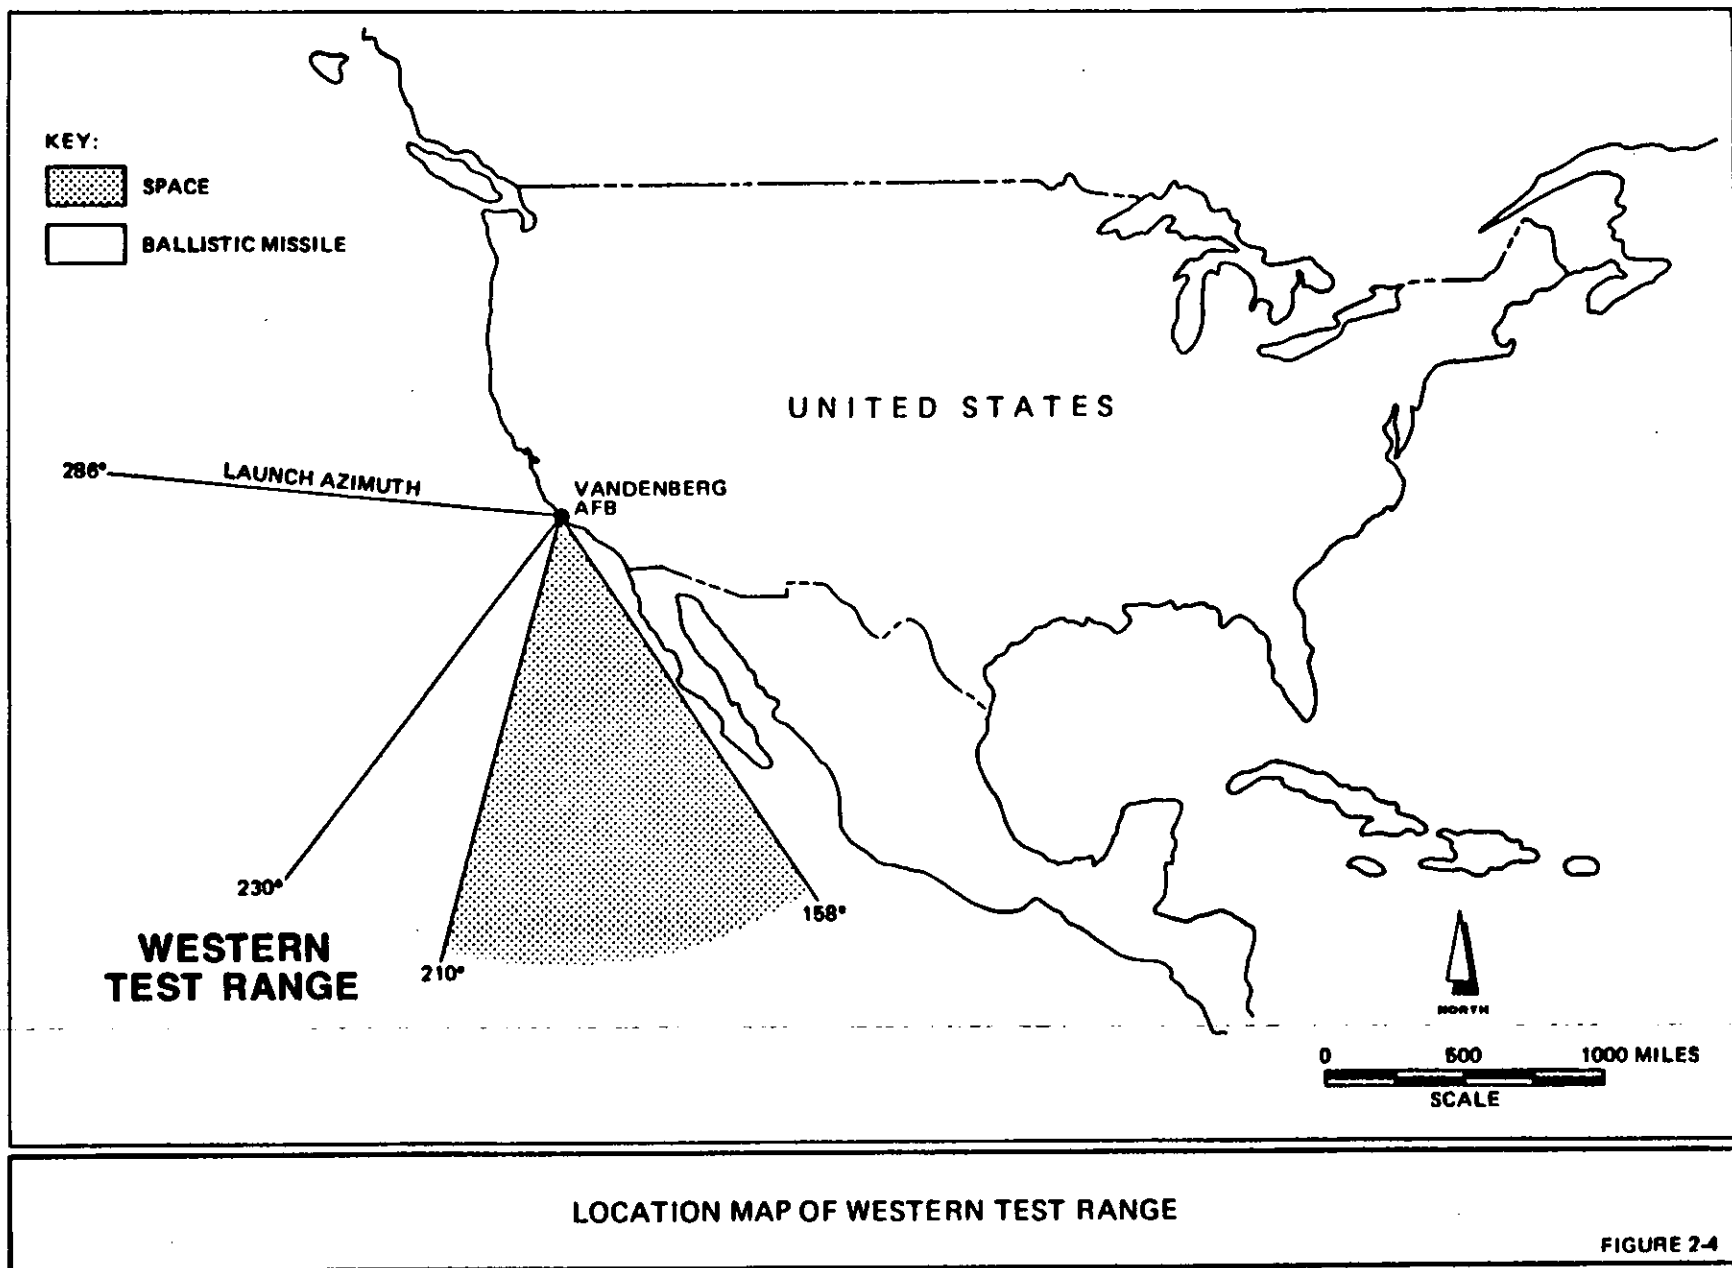 KEY:
SPACE
BALLISTIC MISSILE
UNITED STATES
286°
LAUNCH AZIMUTH
VANDENBERG
AFB
230°
158°
WESTERN
TEST RANGE
210°
NORTH
0 500 1000 MILES
SCALE
LOCATION MAP OF WESTERN TEST RANGE
FIGURE 2-4